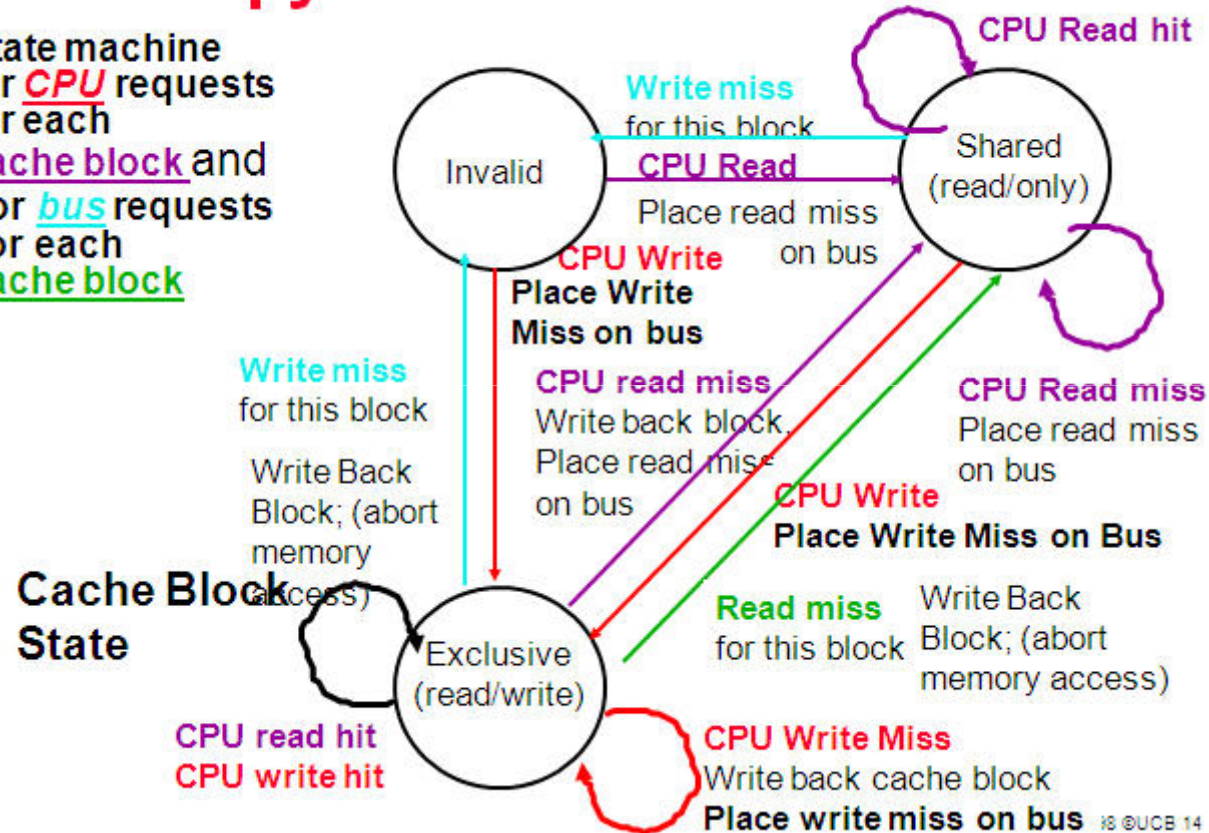 py
tate machine
r CPU requests
r each
ache block and
or bus requests
or each
ache block
CPU Read hit
Write miss
for this block
Invalid
Shared
(read/only)
CPU Read
Place read miss
on bus
CPU Write
Place Write
Miss on bus
Write miss
for this block
Write Back
Block; (abort
memory
access)
CPU read miss
Write back block,
Place read miss
on bus
CPU Read miss
Place read miss
on bus
CPU Write
Place Write Miss on Bus
Cache Block
State
Read miss
for this block
Write Back
Block; (abort
memory access)
Exclusive
(read/write)
CPU read hit
CPU write hit
CPU Write Miss
Write back cache block
Place write miss on bus
©UCB 14